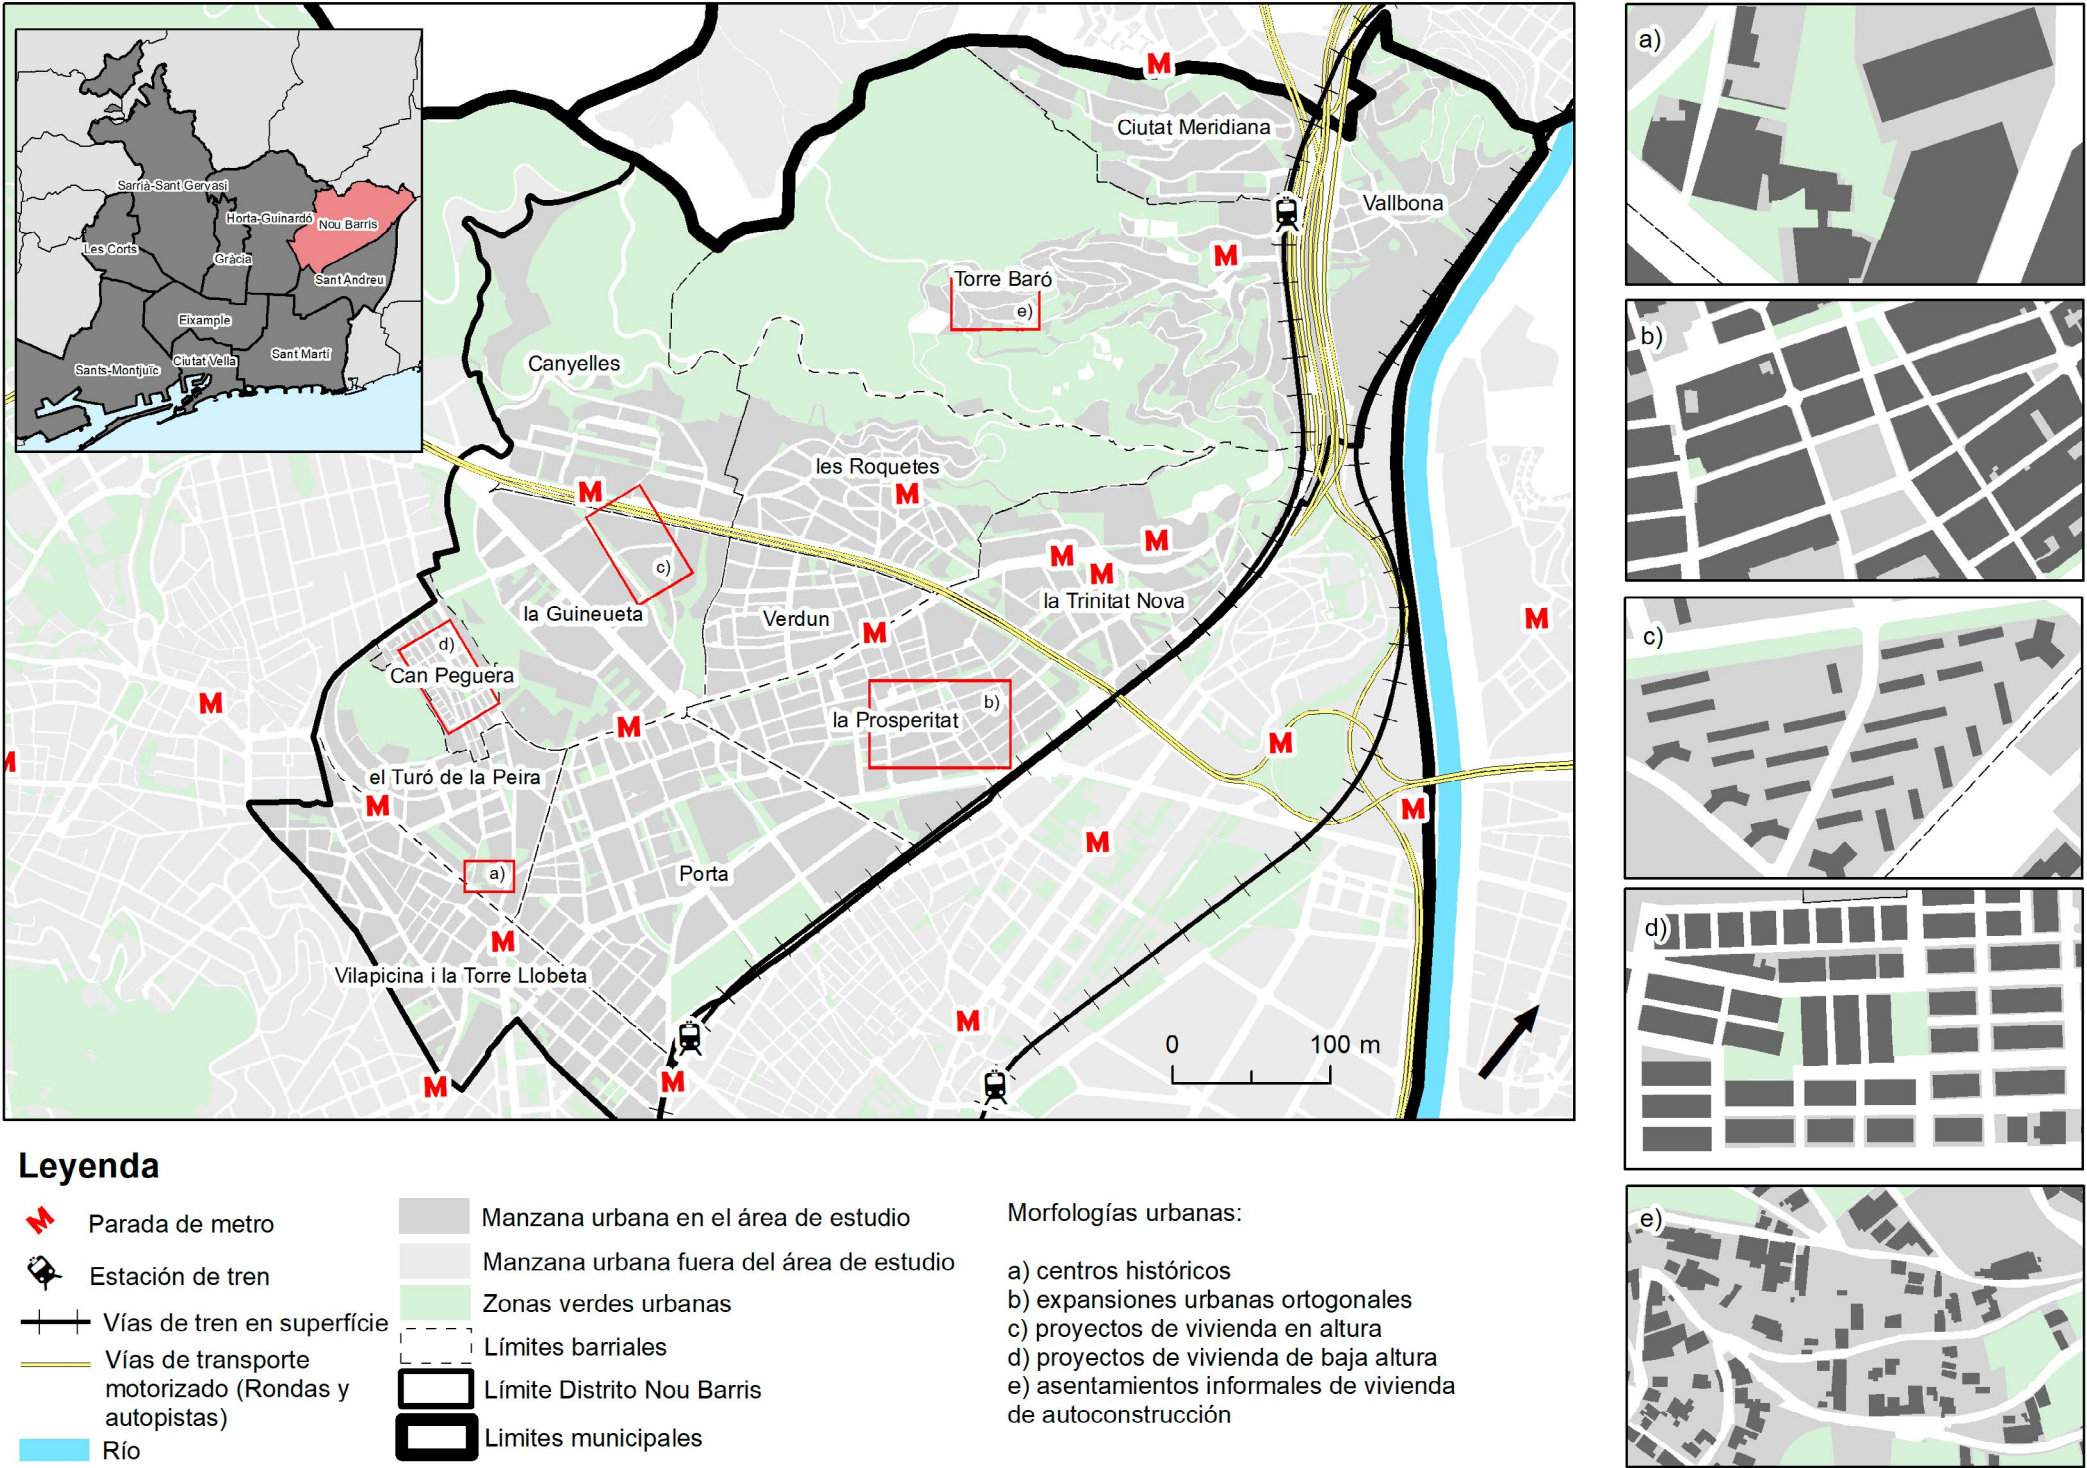 Sarrià-Sant Gervasi
Horta-Guinardó
Nou Barris
Les Corts
Gràcia
Sant Andreu
Eixample
Sant Martí
Ciutat Vella
Sants-Montjuïc
M
Ciutat Meridiana
Vallbona
M
Torre Baró
e)
Canyelles
les Roquetes
M
M
M
M
M
c)
la Guineueta
Verdun
la Trinitat Nova
M
M
d)
Can Peguera
M
b)
la Prosperitat
M
M
M
el Turó de la Peira
M
M
M
a)
Porta
M
Vilapicina i la Torre Llobeta
M
M
M
0 100 m
a)
b)
c)
d)
e)
Leyenda
M Parada de metro
Estación de tren
Vías de tren en superfície
Vías de transporte
motorizado (Rondas y
autopistas)
Río
Manzana urbana en el área de estudio
Manzana urbana fuera del área de estudio
Zonas verdes urbanas
Límites barriales
Límite Distrito Nou Barris
Limites municipales
Morfologías urbanas:
a) centros históricos
b) expansiones urbanas ortogonales
c) proyectos de vivienda en altura
d) proyectos de vivienda de baja altura
e) asentamientos informales de vivienda
de autoconstrucción